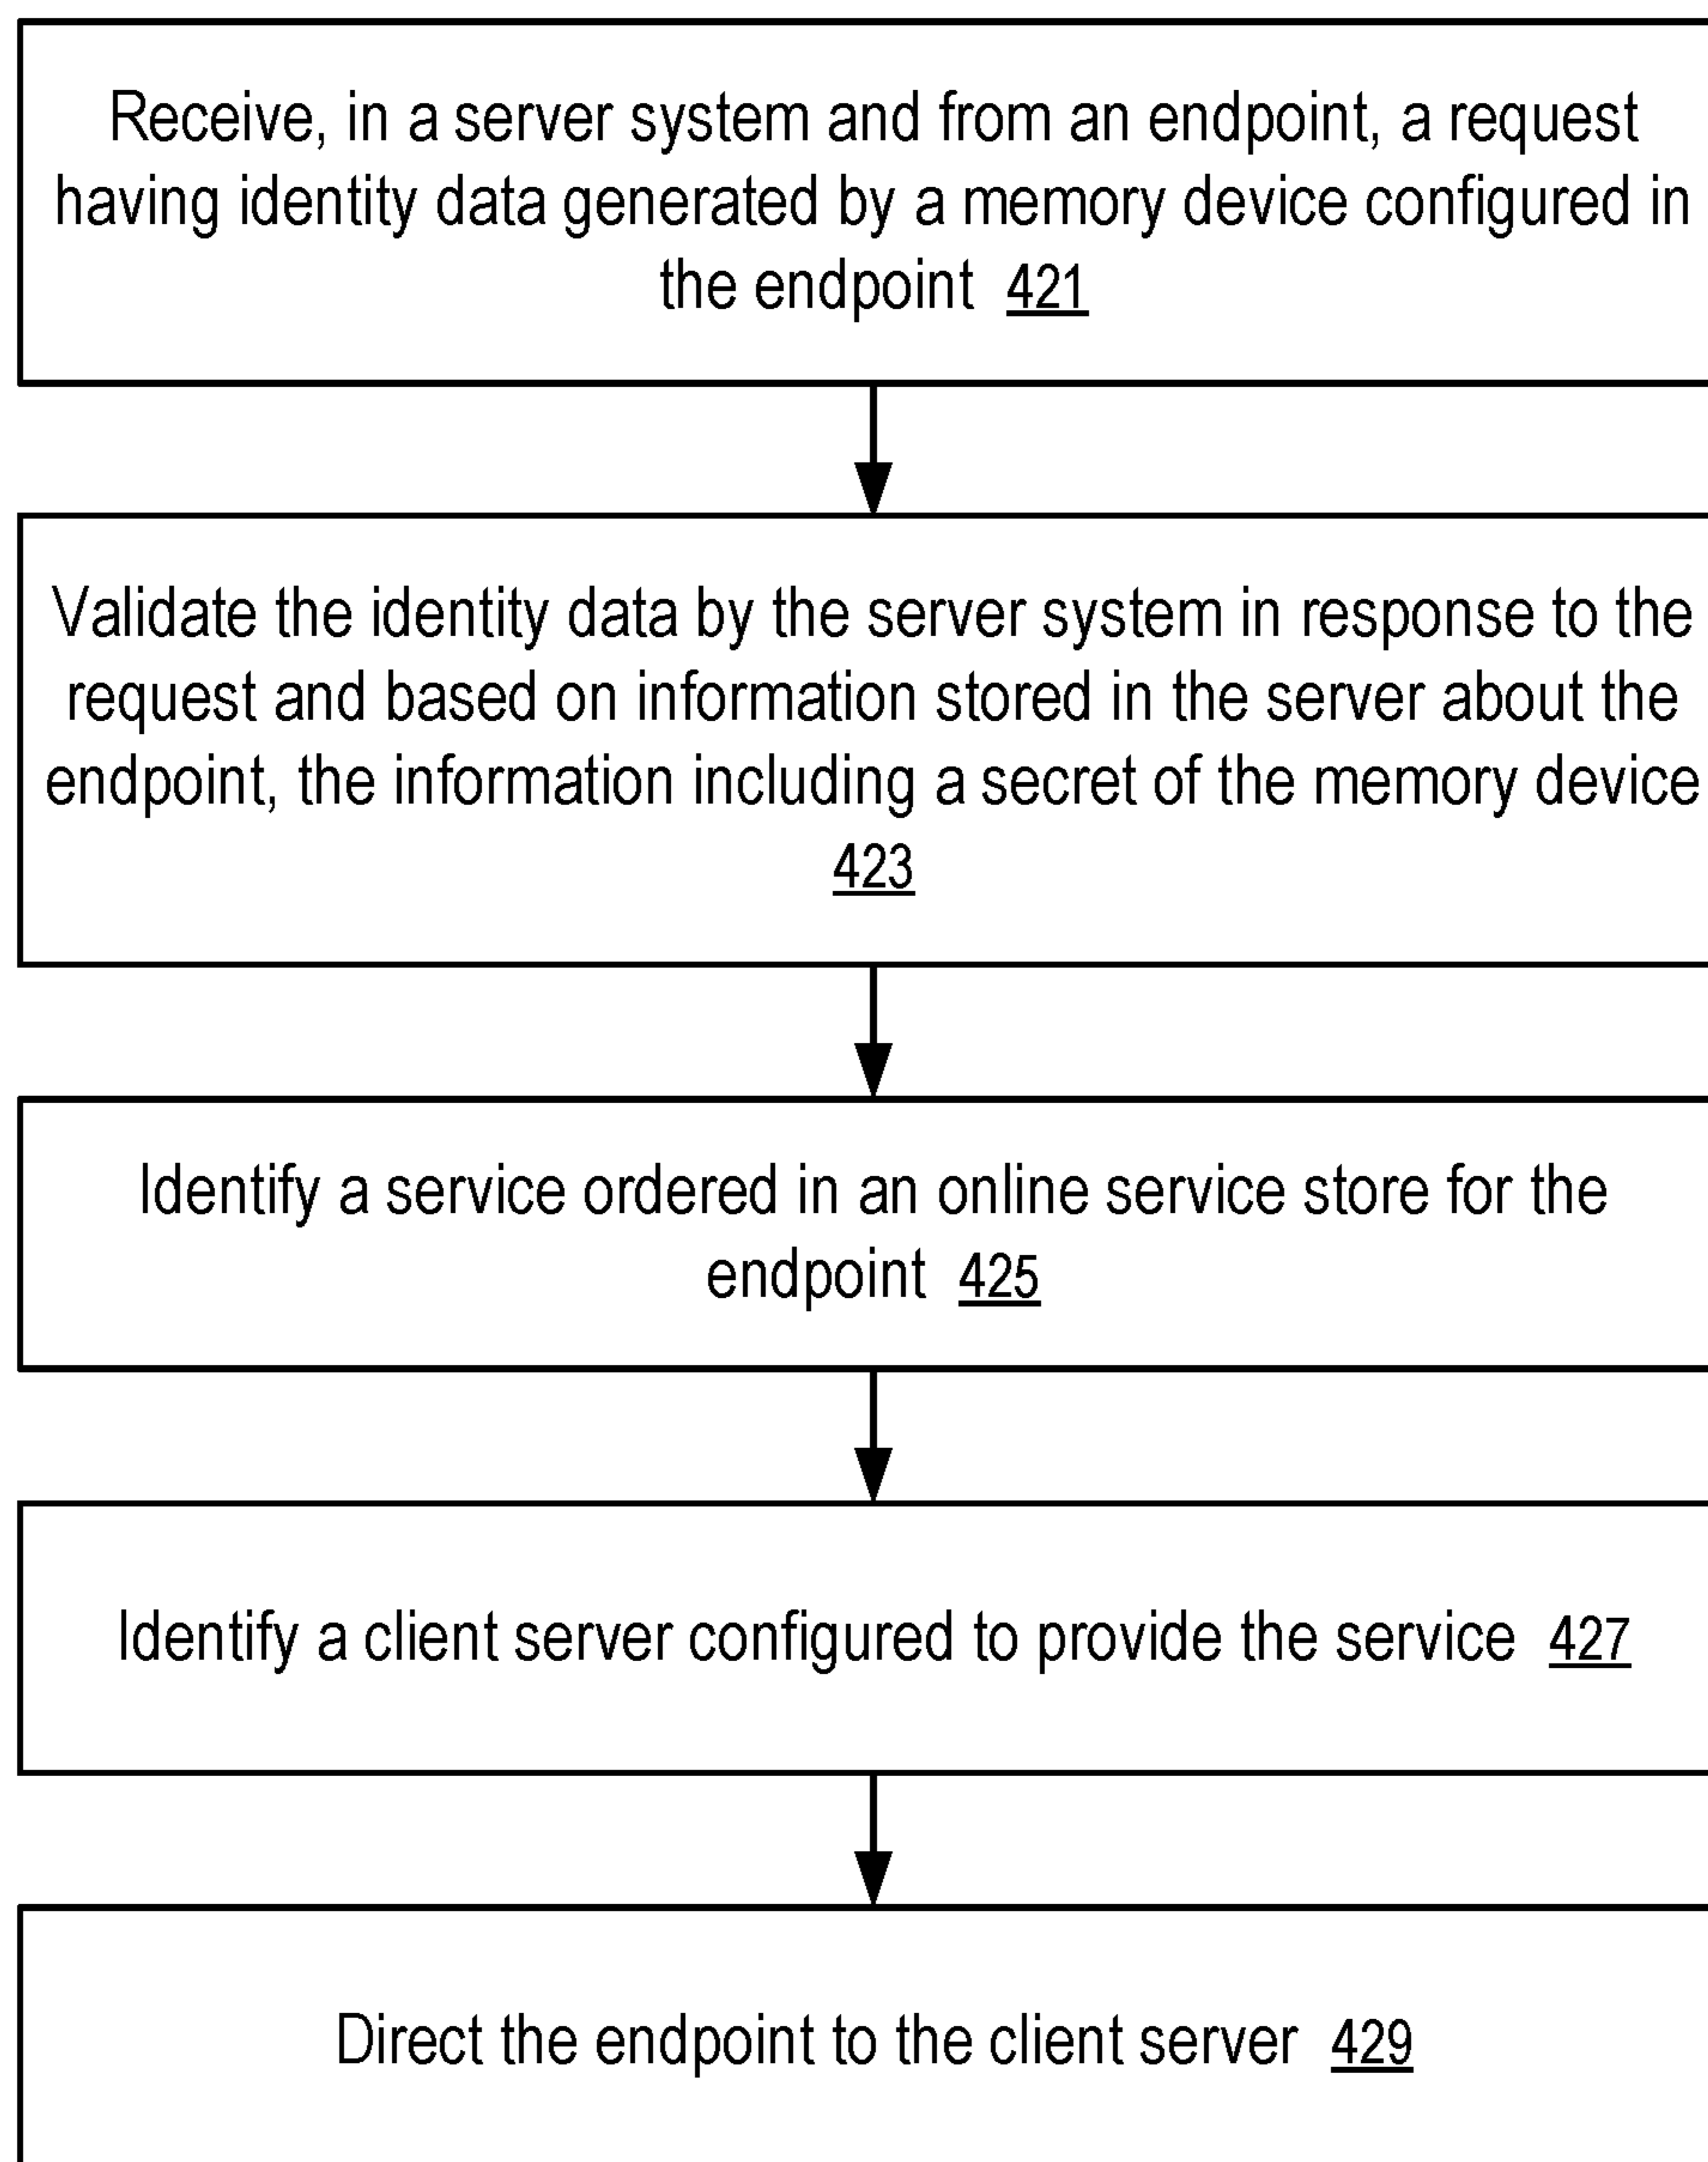 Receive, in a server system and from an endpoint, a request
having identity data generated by a memory device configured in
the endpoint 421
Validate the identity data by the server system in response to the
request and based on information stored in the server about the
endpoint, the information including a secret of the memory device
423
Identify a service ordered in an online service store for the
endpoint 425
Identify a client server configured to provide the service 427
Direct the endpoint to the client server 429